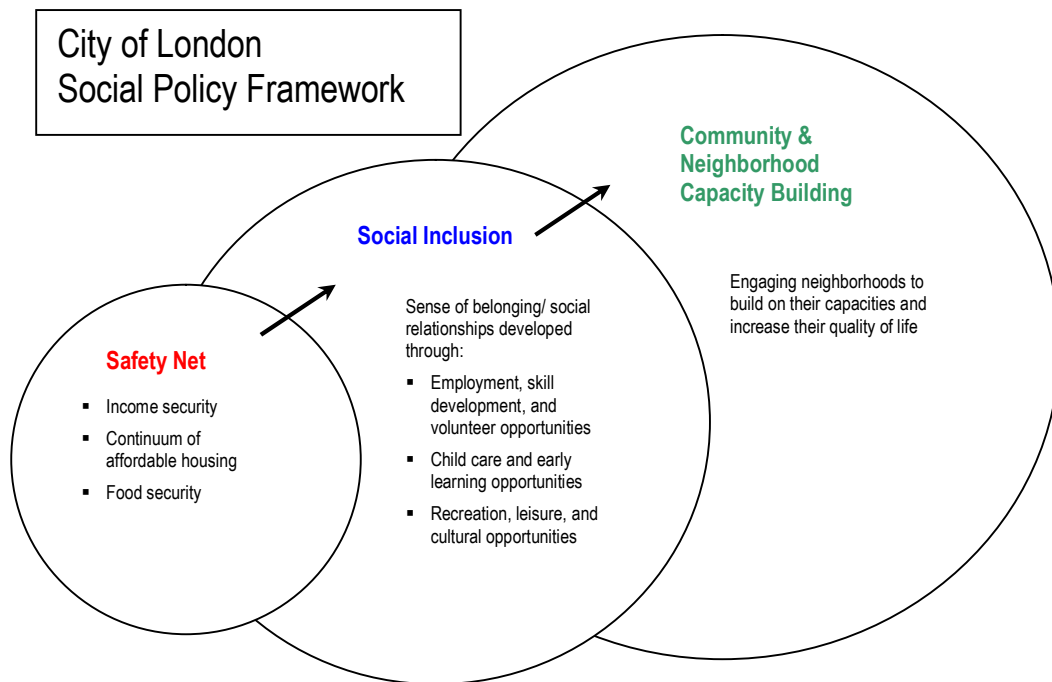 City of London
Social Policy Framework
Community &
Neighborhood
Capacity Building
Engaging neighborhoods to
build on their capacities and
increase their quality of life
Social Inclusion
Sense of belonging/ social
relationships developed
through:
▪ Employment, skill
development, and
volunteer opportunities
▪ Child care and early
learning opportunities
▪ Recreation, leisure, and
cultural opportunities
Safety Net
▪ Income security
▪ Continuum of
affordable housing
▪ Food security